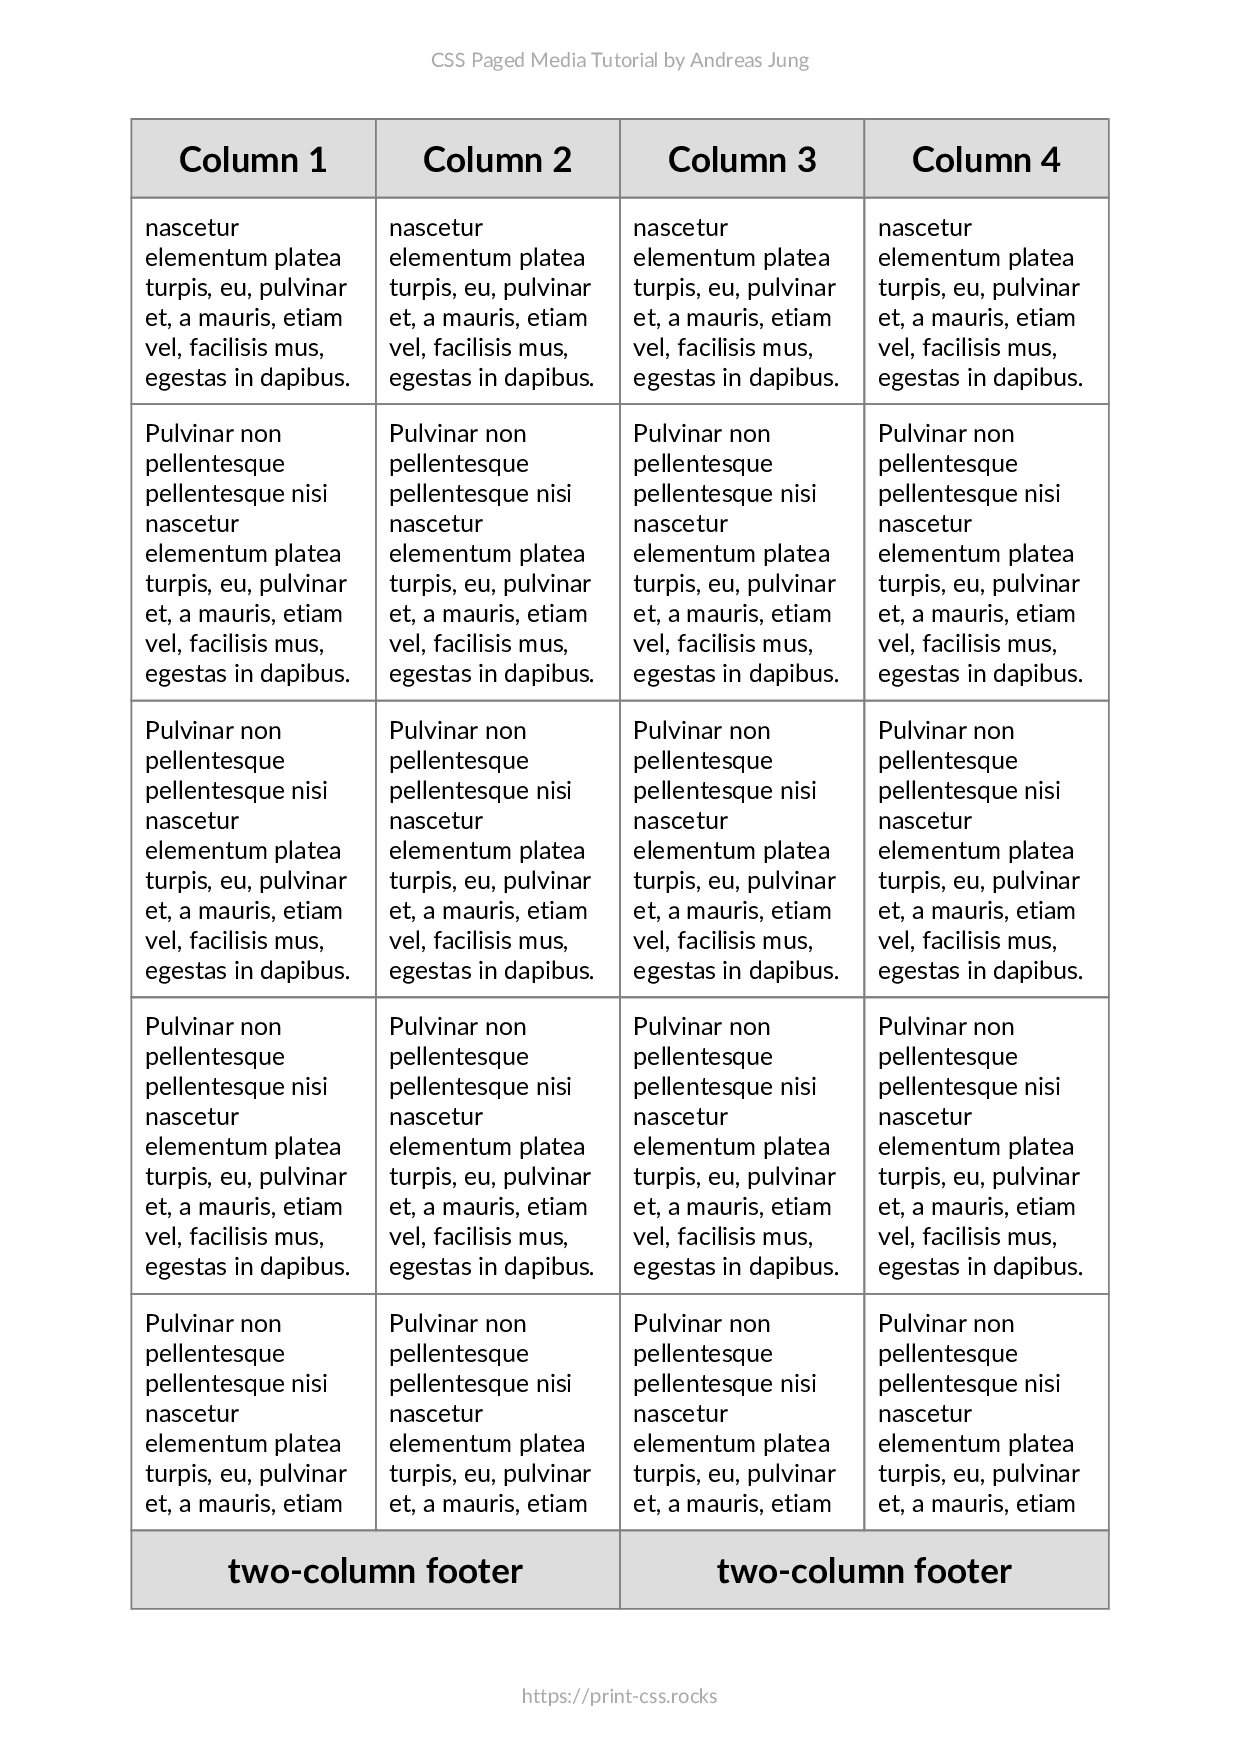 CSS Paged Media Tutorial by Andreas Jung
Column 1 Column 2 Column 3 Column 4
nascetur nascetur nascetur nascetur
elementum platea elementum platea elementum platea elementum platea
turpis, eu, pulvinar turpis, eu, pulvinar turpis, eu, pulvinar turpis, eu, pulvinar
et, a mauris, etiam et, a mauris, etiam et, a mauris, etiam et, a mauris, etiam
vel, facilisis mus, vel, facilisis mus, vel, facilisis mus, vel, facilisis mus,
egestas in dapibus. egestas in dapibus. egestas in dapibus. egestas in dapibus.
Pulvinar non Pulvinar non Pulvinar non Pulvinar non
pellentesque pellentesque pellentesque pellentesque
pellentesque nisi pellentesque nisi pellentesque nisi pellentesque nisi
nascetur nascetur nascetur nascetur
elementum platea elementum platea elementum platea elementum platea
turpis, eu, pulvinar turpis, eu, pulvinar turpis, eu, pulvinar turpis, eu, pulvinar
et, a mauris, etiam et, a mauris, etiam et, a mauris, etiam et, a mauris, etiam
vel, facilisis mus, vel, facilisis mus, vel, facilisis mus, vel, facilisis mus,
egestas in dapibus. egestas in dapibus. egestas in dapibus. egestas in dapibus.
Pulvinar non Pulvinar non Pulvinar non Pulvinar non
pellentesque pellentesque pellentesque pellentesque
pellentesque nisi pellentesque nisi pellentesque nisi pellentesque nisi
nascetur nascetur nascetur nascetur
elementum platea elementum platea elementum platea elementum platea
turpis, eu, pulvinar turpis, eu, pulvinar turpis, eu, pulvinar turpis, eu, pulvinar
et, a mauris, etiam et, a mauris, etiam et, a mauris, etiam et, a mauris, etiam
vel, facilisis mus, vel, facilisis mus, vel, facilisis mus, vel, facilisis mus,
egestas in dapibus. egestas in dapibus. egestas in dapibus. egestas in dapibus.
Pulvinar non Pulvinar non Pulvinar non Pulvinar non
pellentesque pellentesque pellentesque pellentesque
pellentesque nisi pellentesque nisi pellentesque nisi pellentesque nisi
nascetur nascetur nascetur nascetur
elementum platea elementum platea elementum platea elementum platea
turpis, eu, pulvinar turpis, eu, pulvinar turpis, eu, pulvinar turpis, eu, pulvinar
et, a mauris, etiam et, a mauris, etiam et, a mauris, etiam et, a mauris, etiam
vel, facilisis mus, vel, facilisis mus, vel, facilisis mus, vel, facilisis mus,
egestas in dapibus. egestas in dapibus. egestas in dapibus. egestas in dapibus.
Pulvinar non Pulvinar non Pulvinar non Pulvinar non
pellentesque pellentesque pellentesque pellentesque
pellentesque nisi pellentesque nisi pellentesque nisi pellentesque nisi
nascetur nascetur nascetur nascetur
elementum platea elementum platea elementum platea elementum platea
turpis, eu, pulvinar turpis, eu, pulvinar turpis, eu, pulvinar turpis, eu, pulvinar
et, a mauris, etiam et, a mauris, etiam et, a mauris, etiam et, a mauris, etiam
two-column footer two-column footer
https://print-css.rocks